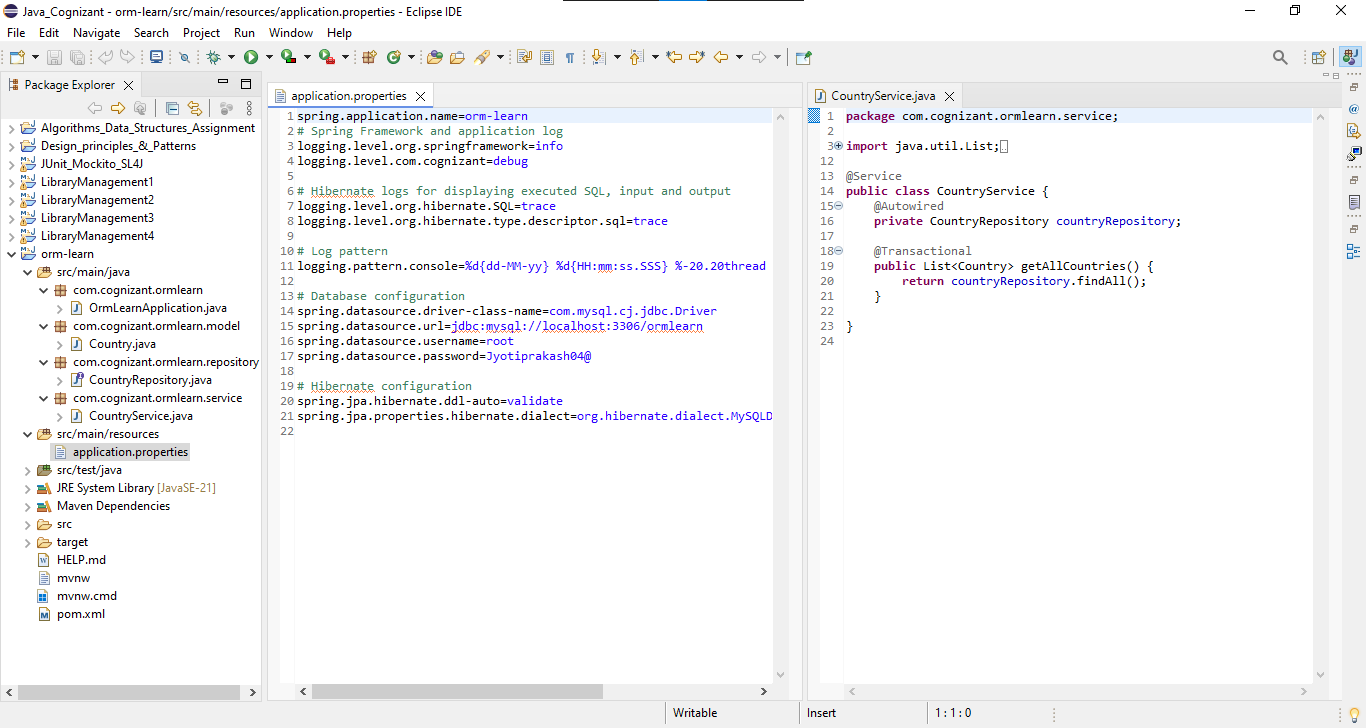 Java_Cognizant - orm-learn/src/main/resources/application.properties - Eclipse IDE
File Edit Navigate Search Project Run Window Help
Package Explorer
Algorithms_Data_Structures_Assignment
Design_principles_&_Patterns
JUnit_Mockito_SL4J
LibraryManagement1
LibraryManagement2
LibraryManagement3
LibraryManagement4
orm-learn
src/main/java
com.cognizant.ormlearn
OrmLearnApplication.java
com.cognizant.ormlearn.model
Country.java
com.cognizant.ormlearn.repository
CountryRepository.java
com.cognizant.ormlearn.service
CountryService.java
src/main/resources
application.properties
src/test/java
JRE System Library [JavaSE-21]
Maven Dependencies
src
target
HELP.md
mvnw
mvnw.cmd
pom.xml
application.properties
1 spring.application.name=orm-learn
2 # Spring Framework and application log
3 logging.level.org.springframework=info
4 logging.level.com.cognizant=debug
5
6 # Hibernate logs for displaying executed SQL, input and output
7 logging.level.org.hibernate.SQL=trace
8 logging.level.org.hibernate.type.descriptor.sql=trace
9
10 # Log pattern
11 logging.pattern.console=%d{dd-MM-yy} %d{HH:mm:ss.SSS} %-20.20thread
12
13 # Database configuration
14 spring.datasource.driver-class-name=com.mysql.cj.jdbc.Driver
15 spring.datasource.url=jdbc:mysql://localhost:3306/ormlearn
16 spring.datasource.username=root
17 spring.datasource.password=Jyotiprakash04@
18
19 # Hibernate configuration
20 spring.jpa.hibernate.ddl-auto=validate
21 spring.jpa.properties.hibernate.dialect=org.hibernate.dialect.MySQLD
22
CountryService.java
1 package com.cognizant.ormlearn.service;
2
3 import java.util.List;
12
13 @Service
14 public class CountryService {
15 @Autowired
16 private CountryRepository countryRepository;
17
18 @Transactional
19 public List<Country> getAllCountries() {
20 return countryRepository.findAll();
21 }
22
23 }
24
Writable Insert 1 : 1 : 0